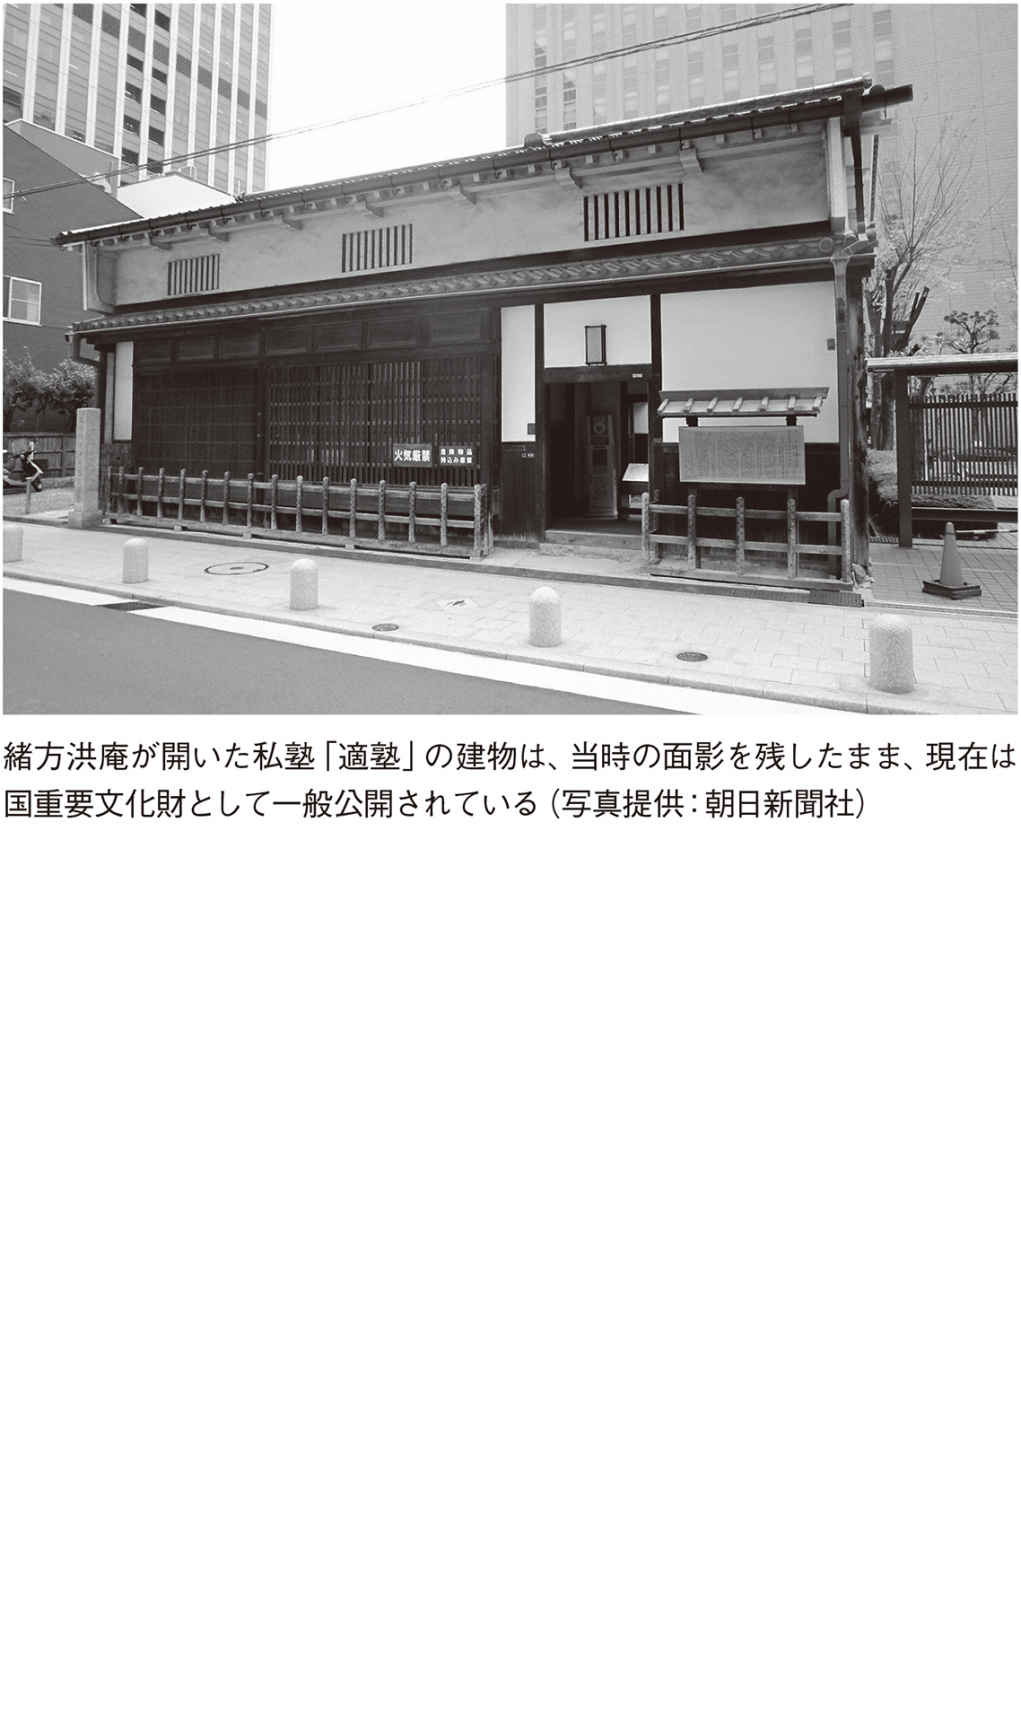 火気厳禁
危険物品
持込み厳禁
緒方洪庵が開いた私塾「適塾」の建物は、当時の面影を残したまま、現在は
国重要文化財として一般公開されている（写真提供：朝日新聞社）